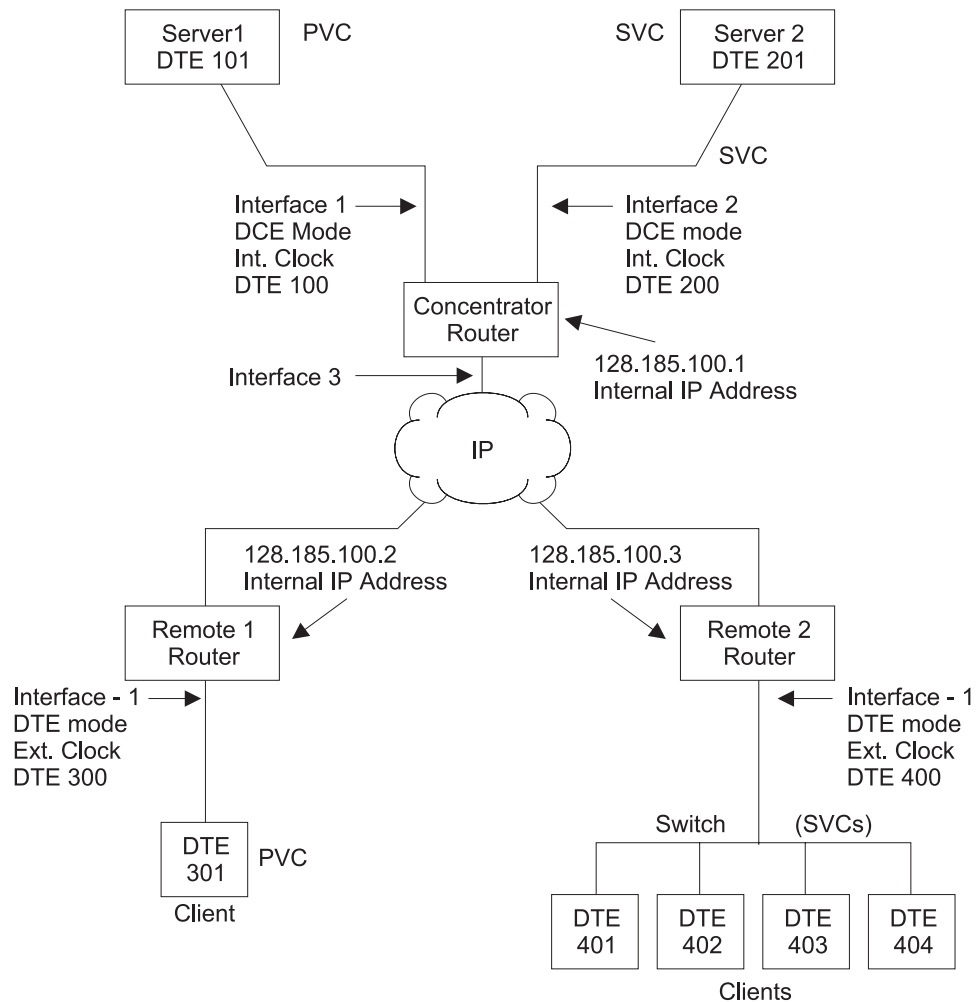 Server1
DTE 101
PVC
SVC
Server 2
DTE 201
SVC
Interface 1
DCE Mode
Int. Clock
DTE 100
Interface 2
DCE mode
Int. Clock
DTE 200
Concentrator
Router
128.185.100.1
Internal IP Address
Interface 3
IP
128.185.100.2
Internal IP Address
128.185.100.3
Internal IP Address
Remote 1
Router
Remote 2
Router
Interface - 1
DTE mode
Ext. Clock
DTE 300
Interface - 1
DTE mode
Ext. Clock
DTE 400
DTE
301
PVC
Client
Switch
(SVCs)
DTE
401
DTE
402
DTE
403
DTE
404
Clients